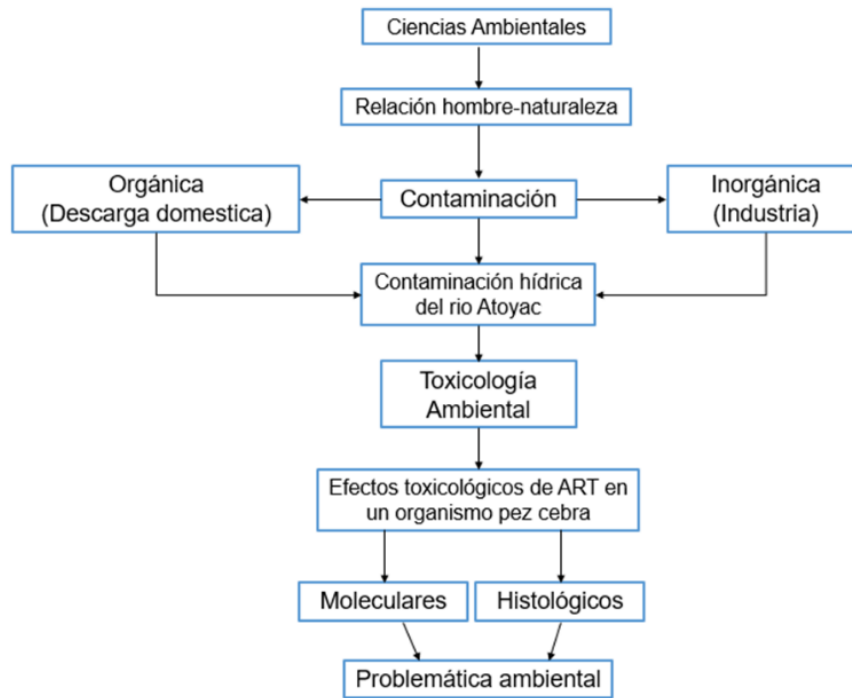 Ciencias Ambientales
Relación hombre-naturaleza
Orgánica
(Descarga domestica)
Contaminación
Inorgánica
(Industria)
Contaminación hídrica
del rio Atoyac
Toxicología
Ambiental
Efectos toxicológicos de ART en
un organismo pez cebra
Moleculares
Histológicos
Problemática ambiental